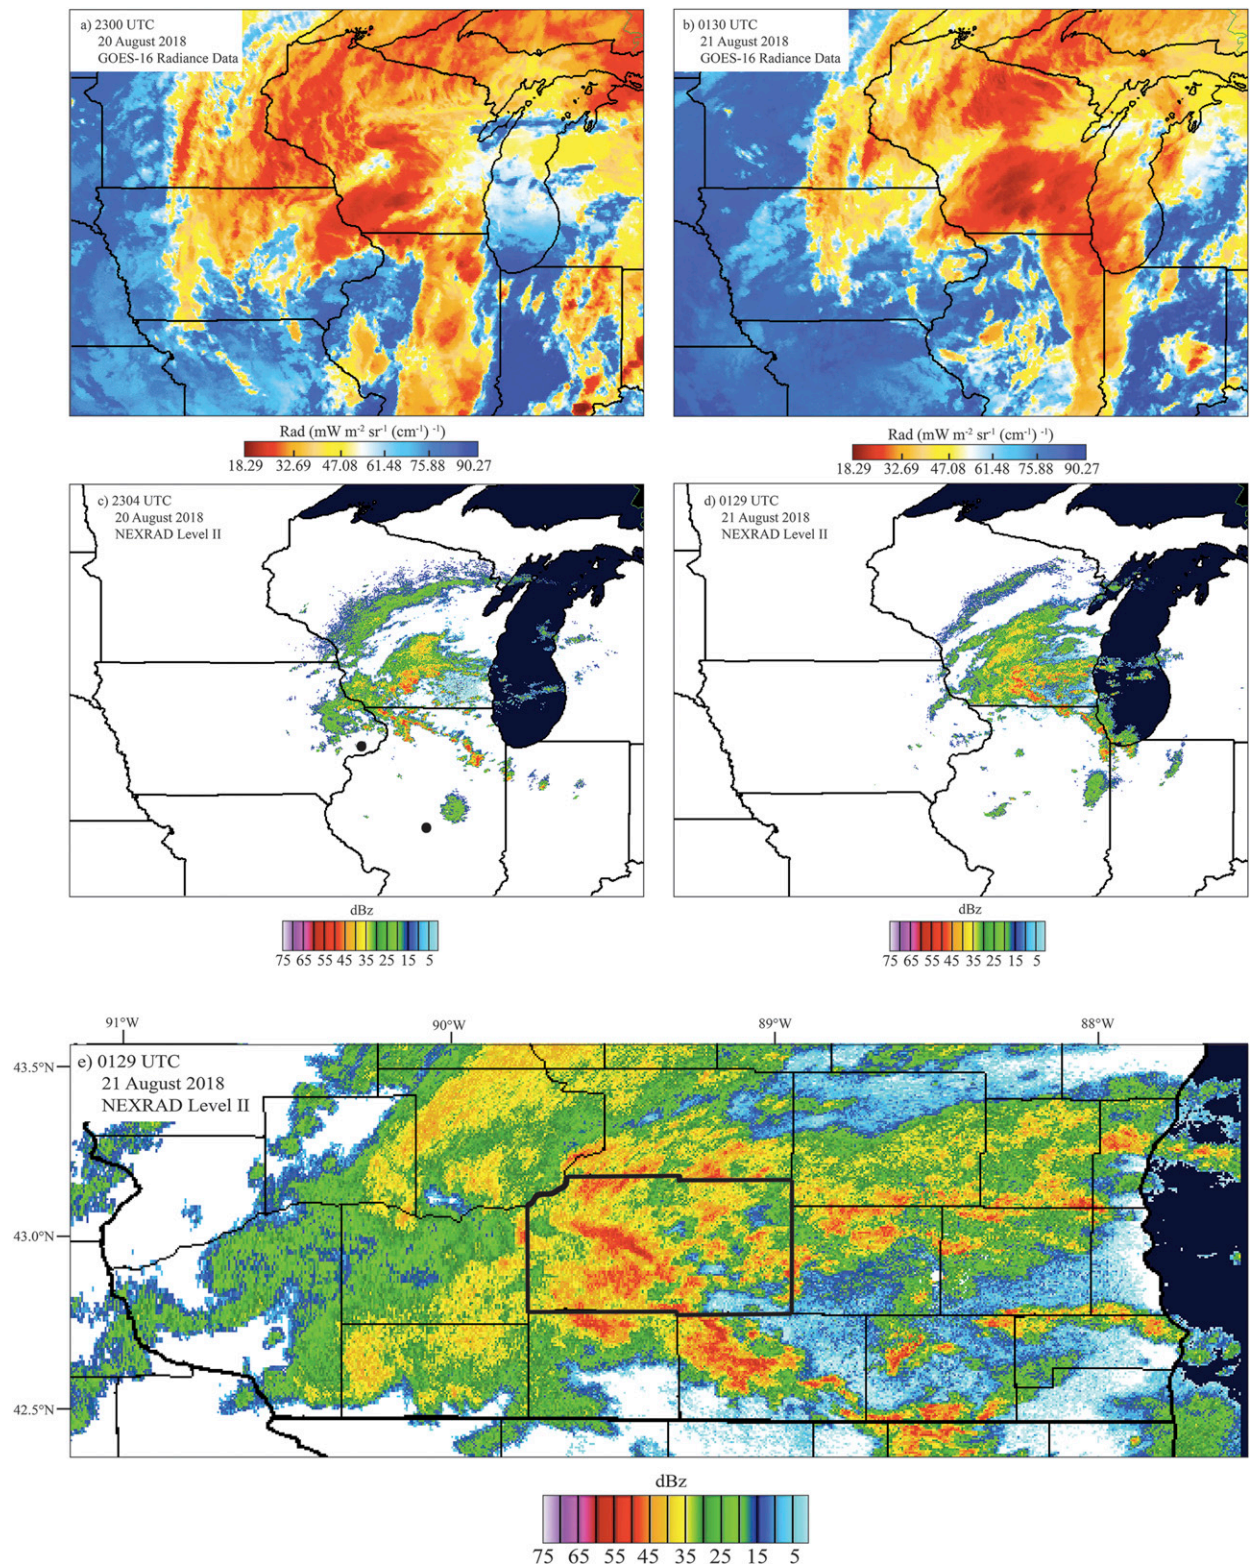 a) 2300 UTC
20 August 2018
GOES-16 Radiance Data
b) 0130 UTC
21 August 2018
GOES-16 Radiance Data
Rad (mW m⁻² sr⁻¹ (cm⁻¹) ⁻¹)
18.29 32.69 47.08 61.48 75.88 90.27
Rad (mW m⁻² sr⁻¹ (cm⁻¹) ⁻¹)
18.29 32.69 47.08 61.48 75.88 90.27
c) 2304 UTC
20 August 2018
NEXRAD Level II
d) 0129 UTC
21 August 2018
NEXRAD Level II
dBz
75 65 55 45 35 25 15 5
dBz
75 65 55 45 35 25 15 5
91°W 90°W 89°W 88°W
e) 0129 UTC
21 August 2018
NEXRAD Level II
43.5°N
43.0°N
42.5°N
dBz
75 65 55 45 35 25 15 5